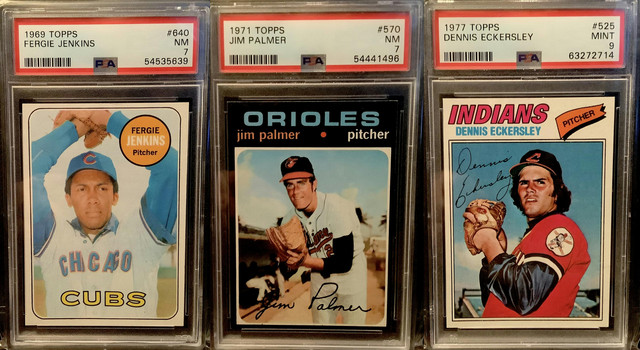 1969 TOPPS #640
FERGIE JENKINS NM
7
PSA 54535639
FERGIE
JENKINS
Pitcher
CHICAGO
CUBS
1971 TOPPS #570
JIM PALMER NM
7
PSA 54441496
ORIOLES
jim palmer • pitcher
Jim Palmer
1977 TOPPS #525
DENNIS ECKERSLEY MINT
9
PSA 63272714
INDIANS
DENNIS ECKERSLEY
PITCHER
Dennis
Eckersley